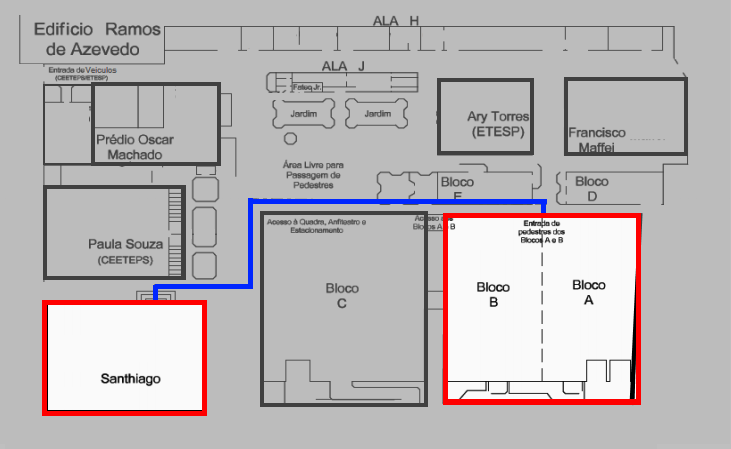 Edifício Ramos
de Azevedo
ALA H
Entrada de Veículos
(CEETEPS/ETESP)
ALA J
Fateq Jr.
Jardim
Jardim
Ary Torres
(ETESP)
Francisco
Maffei
Prédio Oscar
Machado
Área Livre para
Passagem de
Pedestres
Bloco
E
Bloco
D
Paula Souza
(CEETEPS)
Acesso à Quadra, Anfiteatro e
Estacionamento
Acesso aos
Blocos A e B
Entrada de
pedestres dos
Blocos A e B
Bloco
C
Bloco
B
Bloco
A
Santhiago